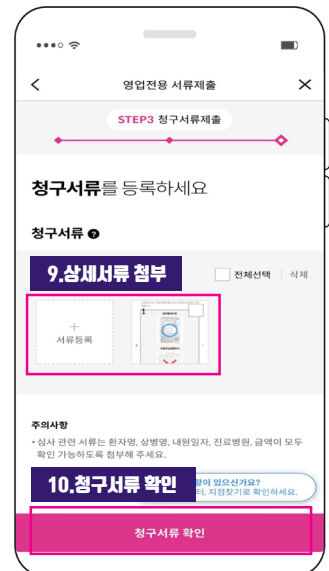 영업전용 서류제출
STEP3 청구서류제출
청구서류를 등록하세요
청구서류 ?
9.상세서류 첨부
전체선택 | 삭제
+
서류등록
1
주의사항
• 심사 관련 서류는 환자명, 상병명, 내원일자, 진료병원, 금액이 모두
확인 가능하도록 첨부해 주세요.
10.청구서류 확인
이 있으신가요?
터, 지점찾기로 확인하세요.
청구서류 확인